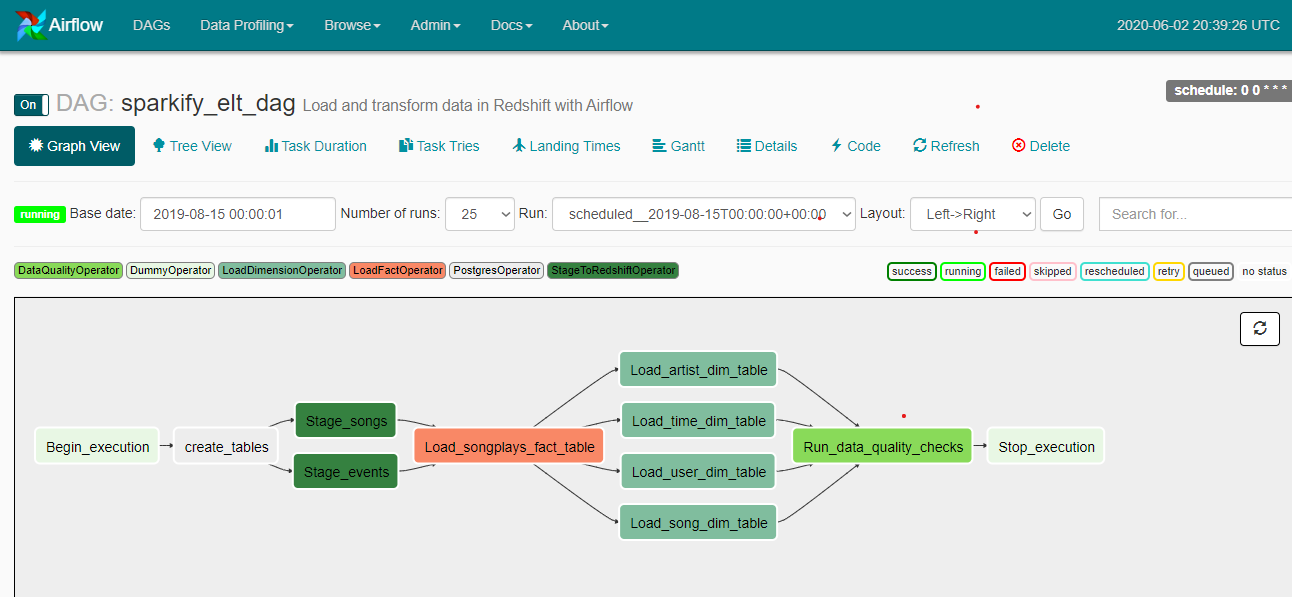 Airflow DAGs Data Profiling Browse Admin Docs About 2020-06-02 20:39:26 UTC
schedule: 0 0 * * *
On DAG: sparkify_elt_dag Load and transform data in Redshift with Airflow
Graph View Tree View Task Duration Task Tries Landing Times Gantt Details Code Refresh Delete
running Base date: 2019-08-15 00:00:01 Number of runs: 25 Run: scheduled__2019-08-15T00:00:00+00:00 Layout: Left->Right Go Search for...
DataQualityOperator DummyOperator LoadDimensionOperator LoadFactOperator PostgresOperator StageToRedshiftOperator success running failed skipped rescheduled retry queued no status
Load_artist_dim_table
Stage_songs Load_time_dim_table
Begin_execution create_tables Load_songplays_fact_table Run_data_quality_checks Stop_execution
Stage_events Load_user_dim_table
Load_song_dim_table